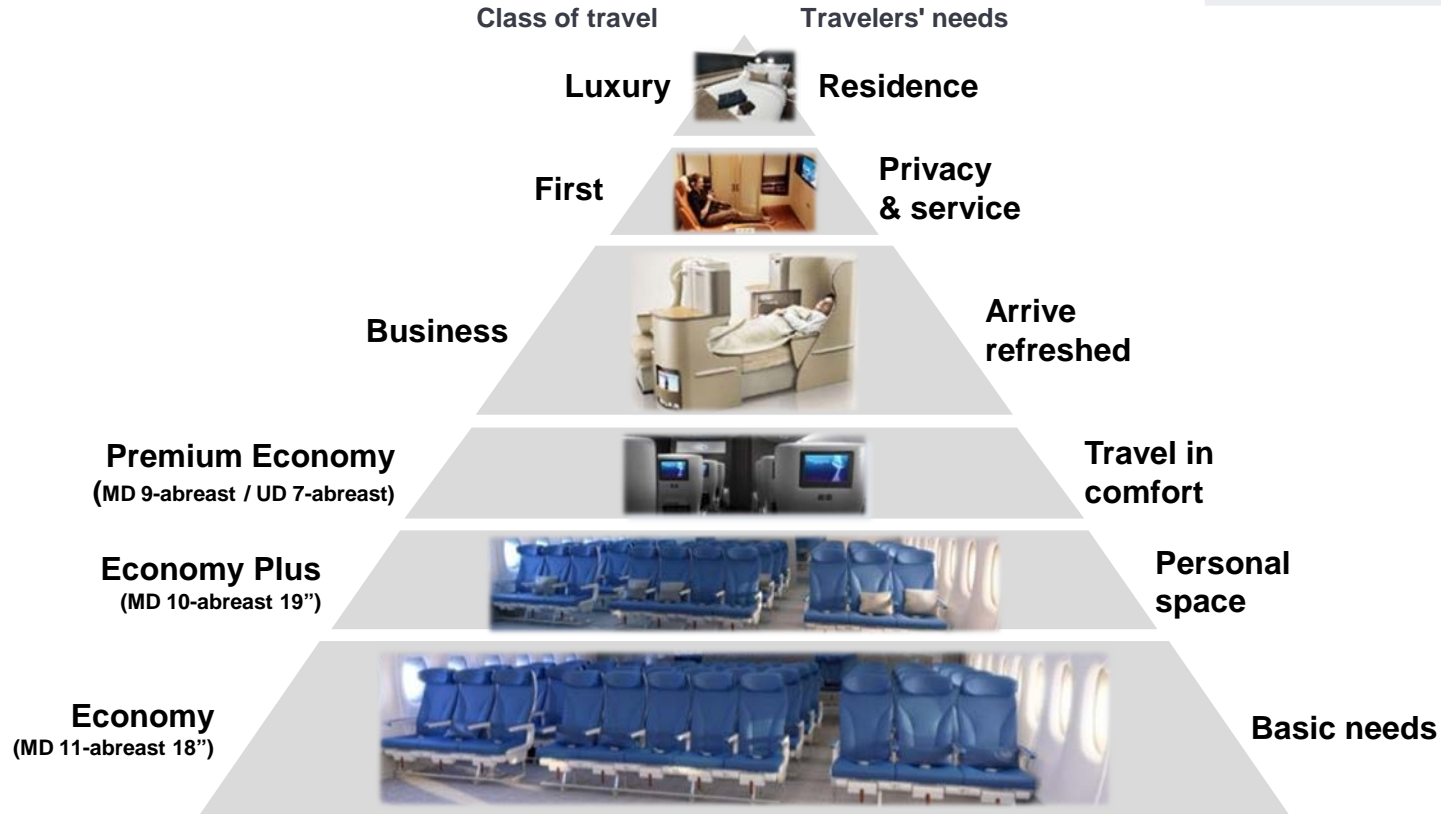 Class of travel
Travelers' needs
Luxury
Residence
First
Privacy
& service
Business
Arrive
refreshed
Premium Economy
(MD 9-abreast / UD 7-abreast)
Travel in
comfort
Economy Plus
(MD 10-abreast 19”)
Personal
space
Economy
(MD 11-abreast 18”)
Basic needs